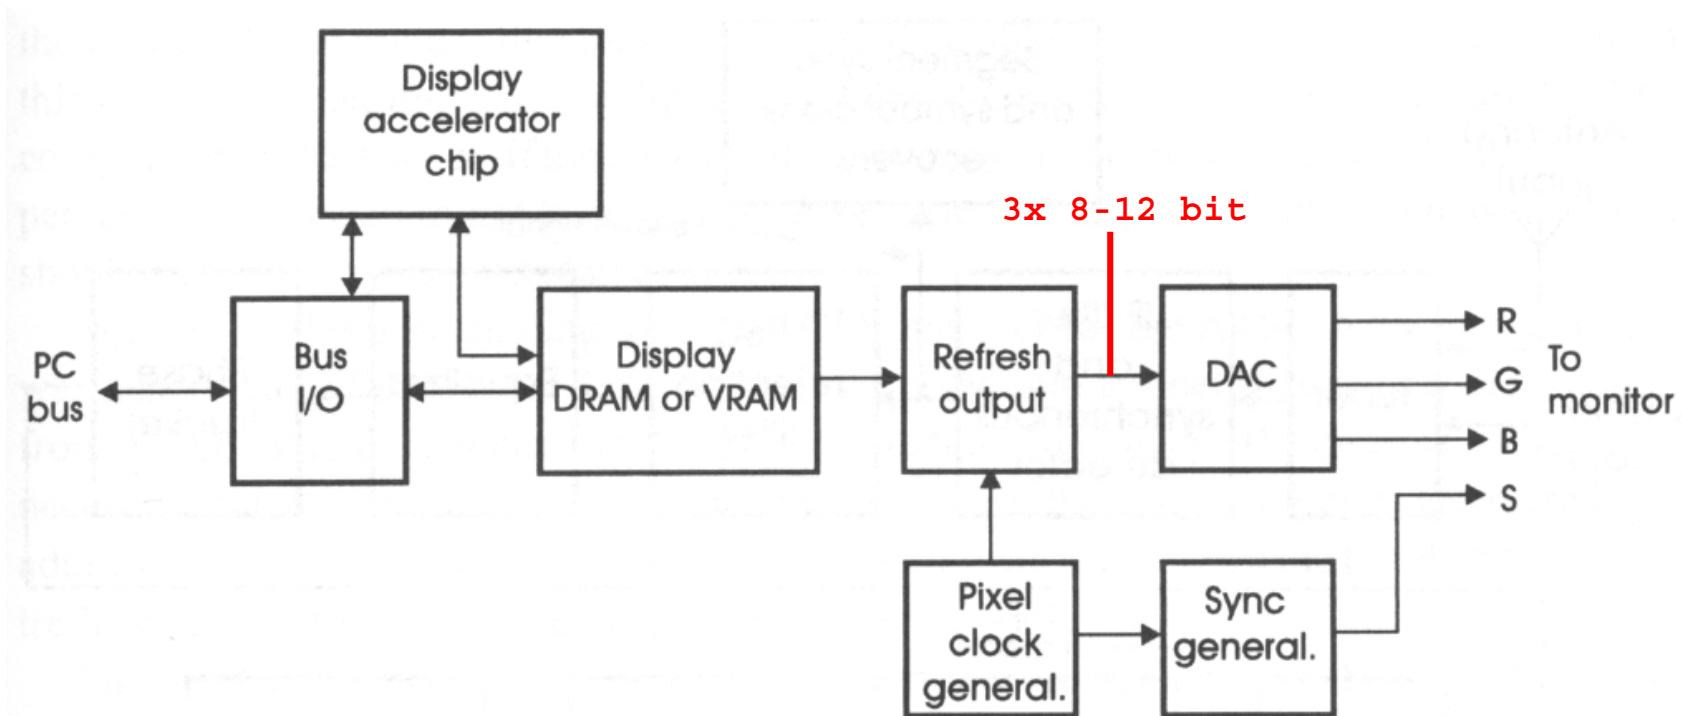 Display
accelerator
chip
3x 8-12 bit
PC
bus
Bus
I/O
Display
DRAM or VRAM
Refresh
output
DAC
R
G
B
S
To
monitor
Pixel
clock
general.
Sync
general.